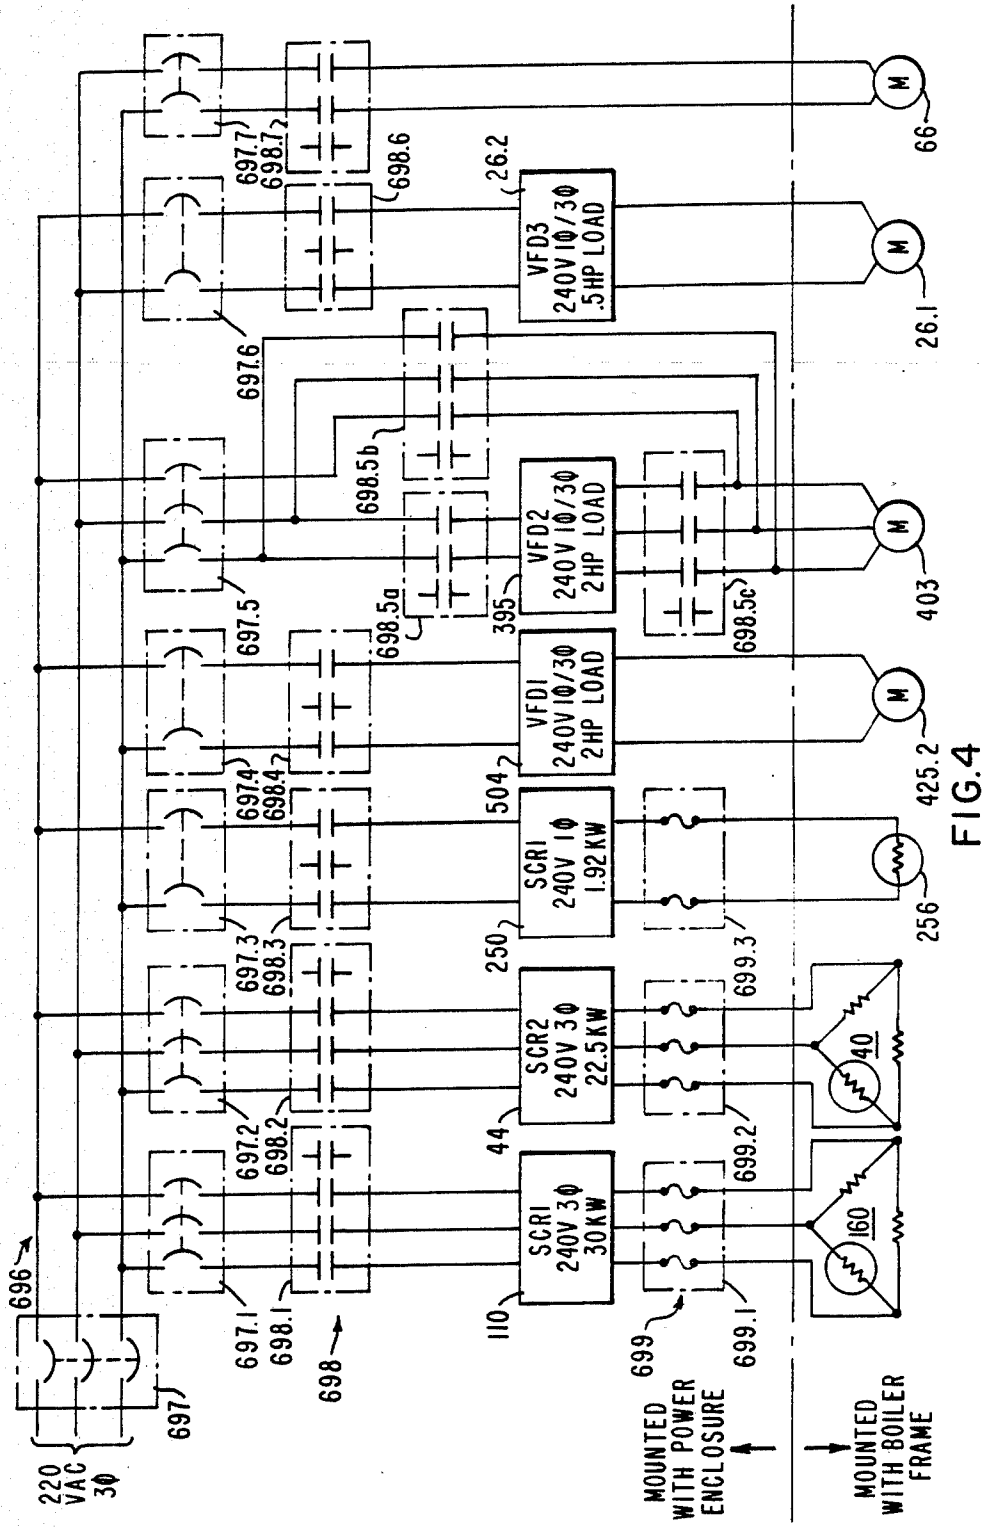 696
220
VAC
3Φ
697
697.1
698.1
697.2
698.2
697.3
698.3
697.4
698.4
697.5
697.6
697.7
698.7
698.6
698
698.5a
698.5b
110
SCR1
240V 3Φ
30KW
44
SCR2
240V 3Φ
22.5KW
250
SCR1
240V 1Φ
1.92KW
504
VFD1
240V 1Φ/3Φ
2HP LOAD
395
VFD2
240V 1Φ/3Φ
2HP LOAD
26.2
VFD3
240V 1Φ/3Φ
.5HP LOAD
699
699.1
699.2
699.3
698.5c
MOUNTED
WITH POWER
ENCLOSURE
MOUNTED
WITH BOILER
FRAME
160
40
256
M
425.2
M
403
M
26.1
M
66
FIG.4